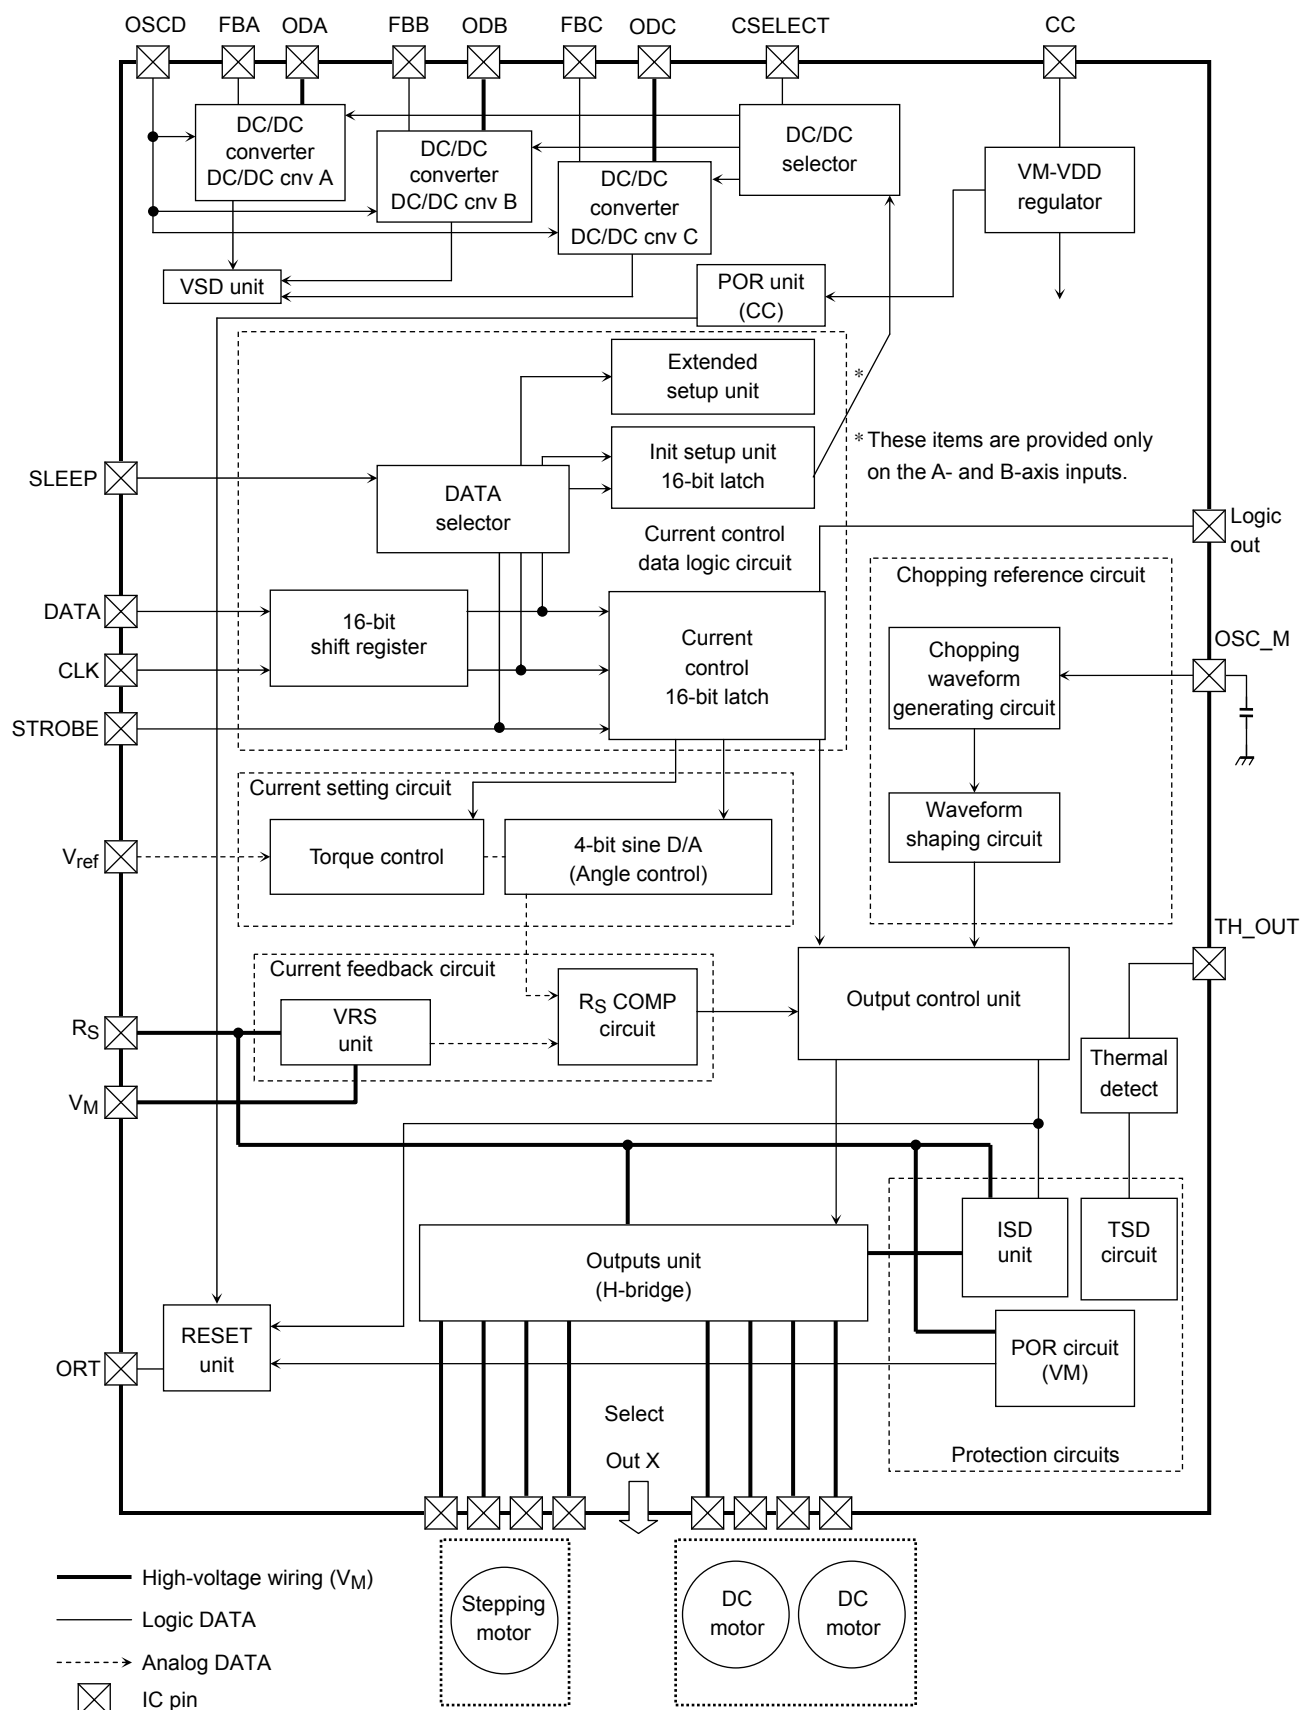 OSCD FBA ODA FBB ODB FBC ODC CSELECT CC
DC/DC
converter
DC/DC cnv A
DC/DC
converter
DC/DC cnv B
DC/DC
converter
DC/DC cnv C
DC/DC
selector
VM-VDD
regulator
VSD unit
POR unit
(CC)
Extended
setup unit
*
* These items are provided only
on the A- and B-axis inputs.
Init setup unit
16-bit latch
SLEEP
DATA
selector
Logic
out
Current control
data logic circuit
Chopping reference circuit
DATA
16-bit
shift register
CLK
Current
control
16-bit latch
STROBE
OSC_M
Chopping
waveform
generating circuit
Current setting circuit
Waveform
shaping circuit
Vref
Torque control
4-bit sine D/A
(Angle control)
TH_OUT
Current feedback circuit
RS
VRS
unit
RS COMP
circuit
Output control unit
Thermal
detect
VM
ISD
unit
TSD
circuit
Outputs unit
(H-bridge)
RESET
unit
ORT
POR circuit
(VM)
Select
Out X
Protection circuits
High-voltage wiring (VM)
Logic DATA
Analog DATA
IC pin
Stepping
motor
DC
motor
DC
motor